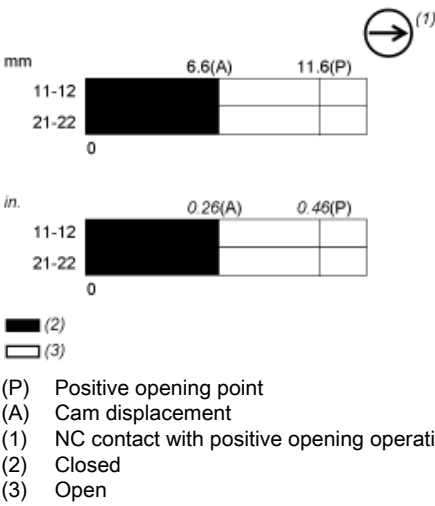 (1)
mm
6.6(A) 11.6(P)
11-12
21-22
0
in.
0.26(A) 0.46(P)
11-12
21-22
0
(2)
(3)
(P) Positive opening point
(A) Cam displacement
(1) NC contact with positive opening operati
(2) Closed
(3) Open